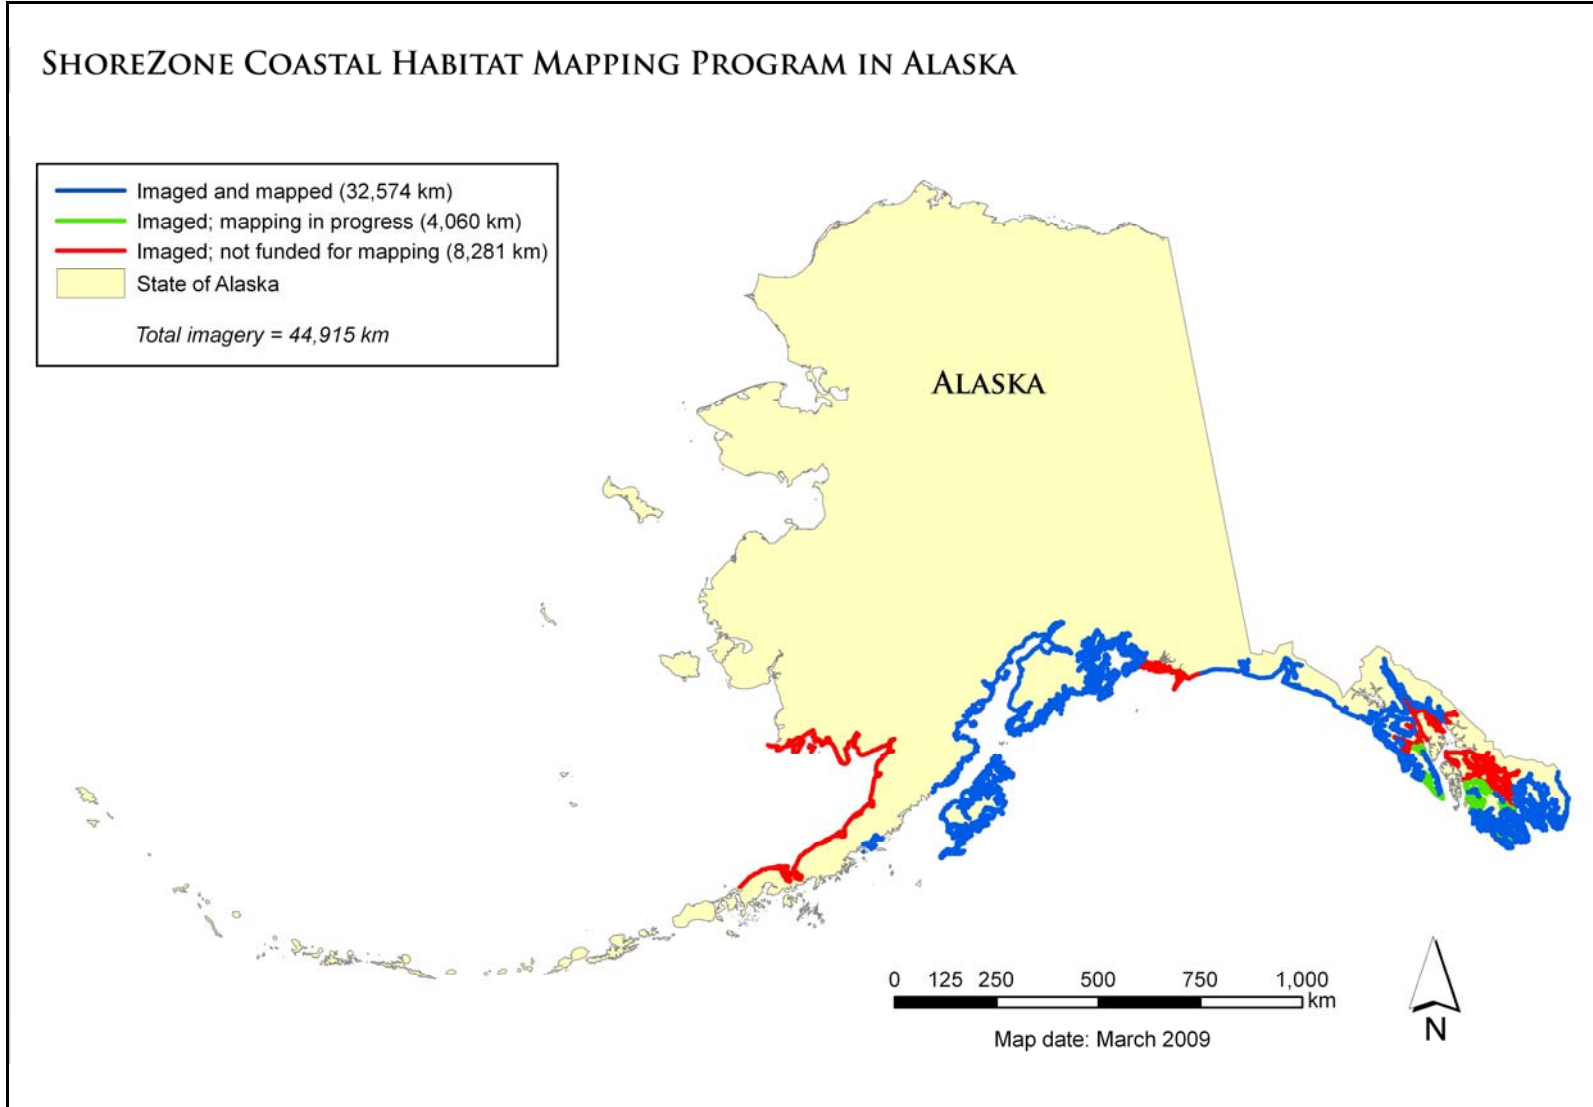 SHOREZONE COASTAL HABITAT MAPPING PROGRAM IN ALASKA
Imaged and mapped (32,574 km)
Imaged; mapping in progress (4,060 km)
Imaged; not funded for mapping (8,281 km)
State of Alaska
Total imagery = 44,915 km
ALASKA
0 125 250 500 750 1,000
km
Map date: March 2009
N